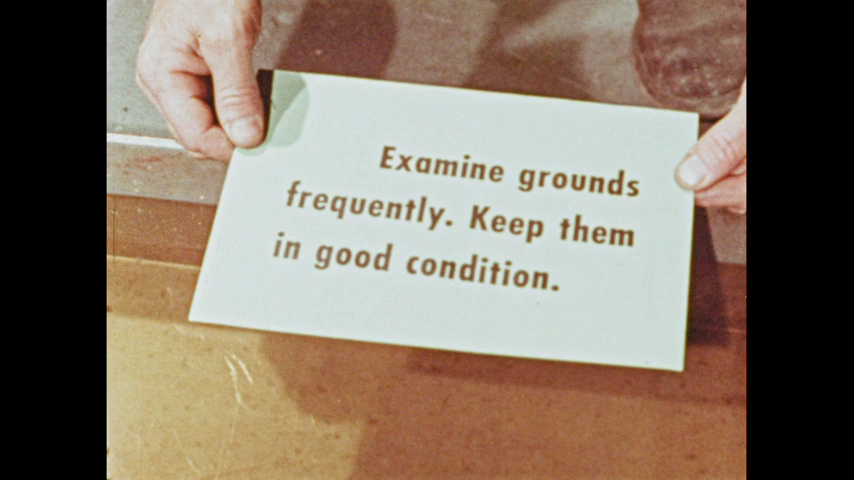 Examine grounds
frequently. Keep them
in good condition.